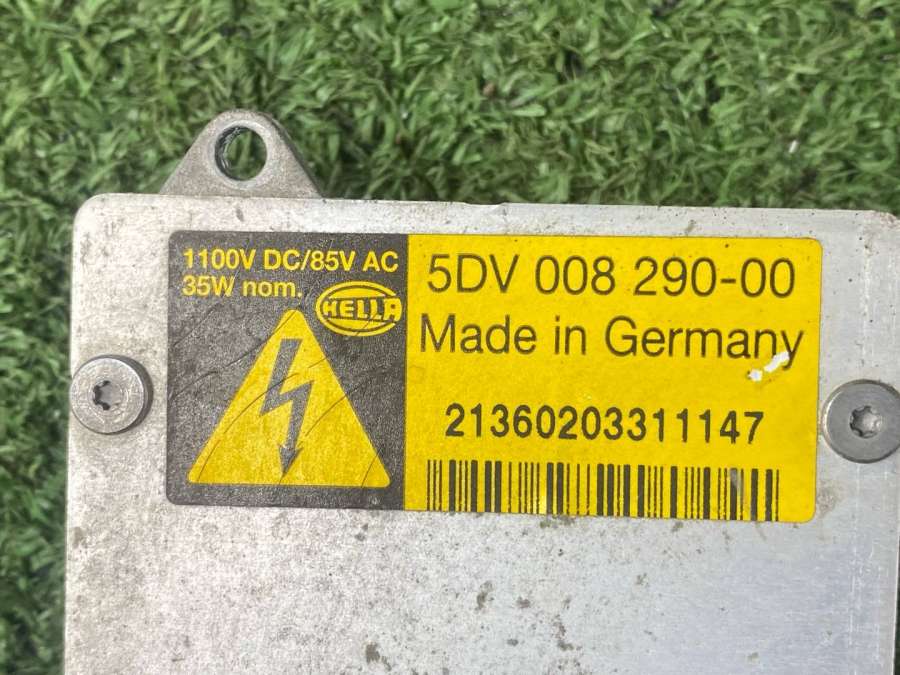 1100V DC/85V AC
35W nom.
HELLA
5DV 008 290-00
Made in Germany
21360203311147